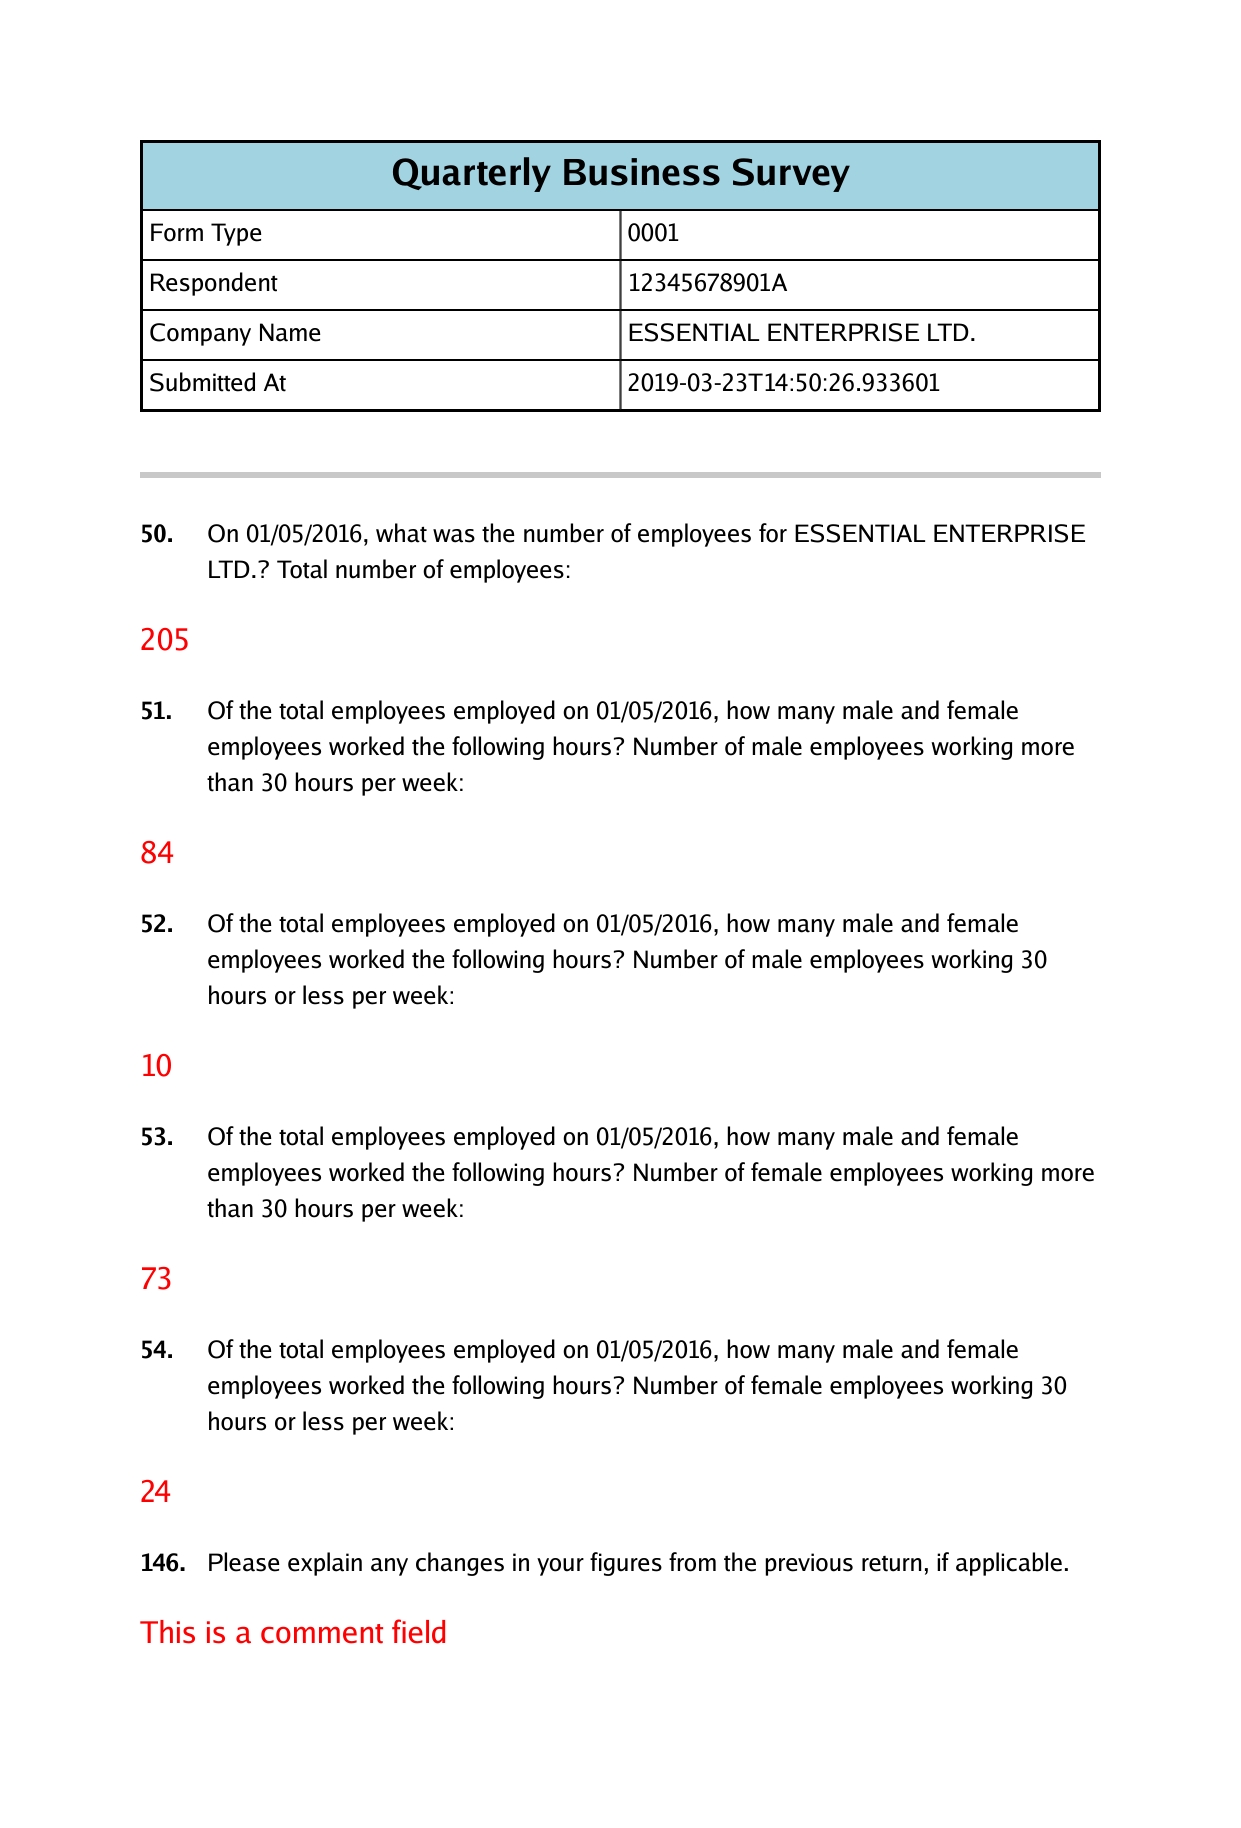 Quarterly Business Survey
Form Type 0001
Respondent 12345678901A
Company Name ESSENTIAL ENTERPRISE LTD.
Submitted At 2019-03-23T14:50:26.933601
50. On 01/05/2016, what was the number of employees for ESSENTIAL ENTERPRISE
LTD.? Total number of employees:
205
51. Of the total employees employed on 01/05/2016, how many male and female
employees worked the following hours? Number of male employees working more
than 30 hours per week:
84
52. Of the total employees employed on 01/05/2016, how many male and female
employees worked the following hours? Number of male employees working 30
hours or less per week:
10
53. Of the total employees employed on 01/05/2016, how many male and female
employees worked the following hours? Number of female employees working more
than 30 hours per week:
73
54. Of the total employees employed on 01/05/2016, how many male and female
employees worked the following hours? Number of female employees working 30
hours or less per week:
24
146. Please explain any changes in your figures from the previous return, if applicable.
This is a comment field